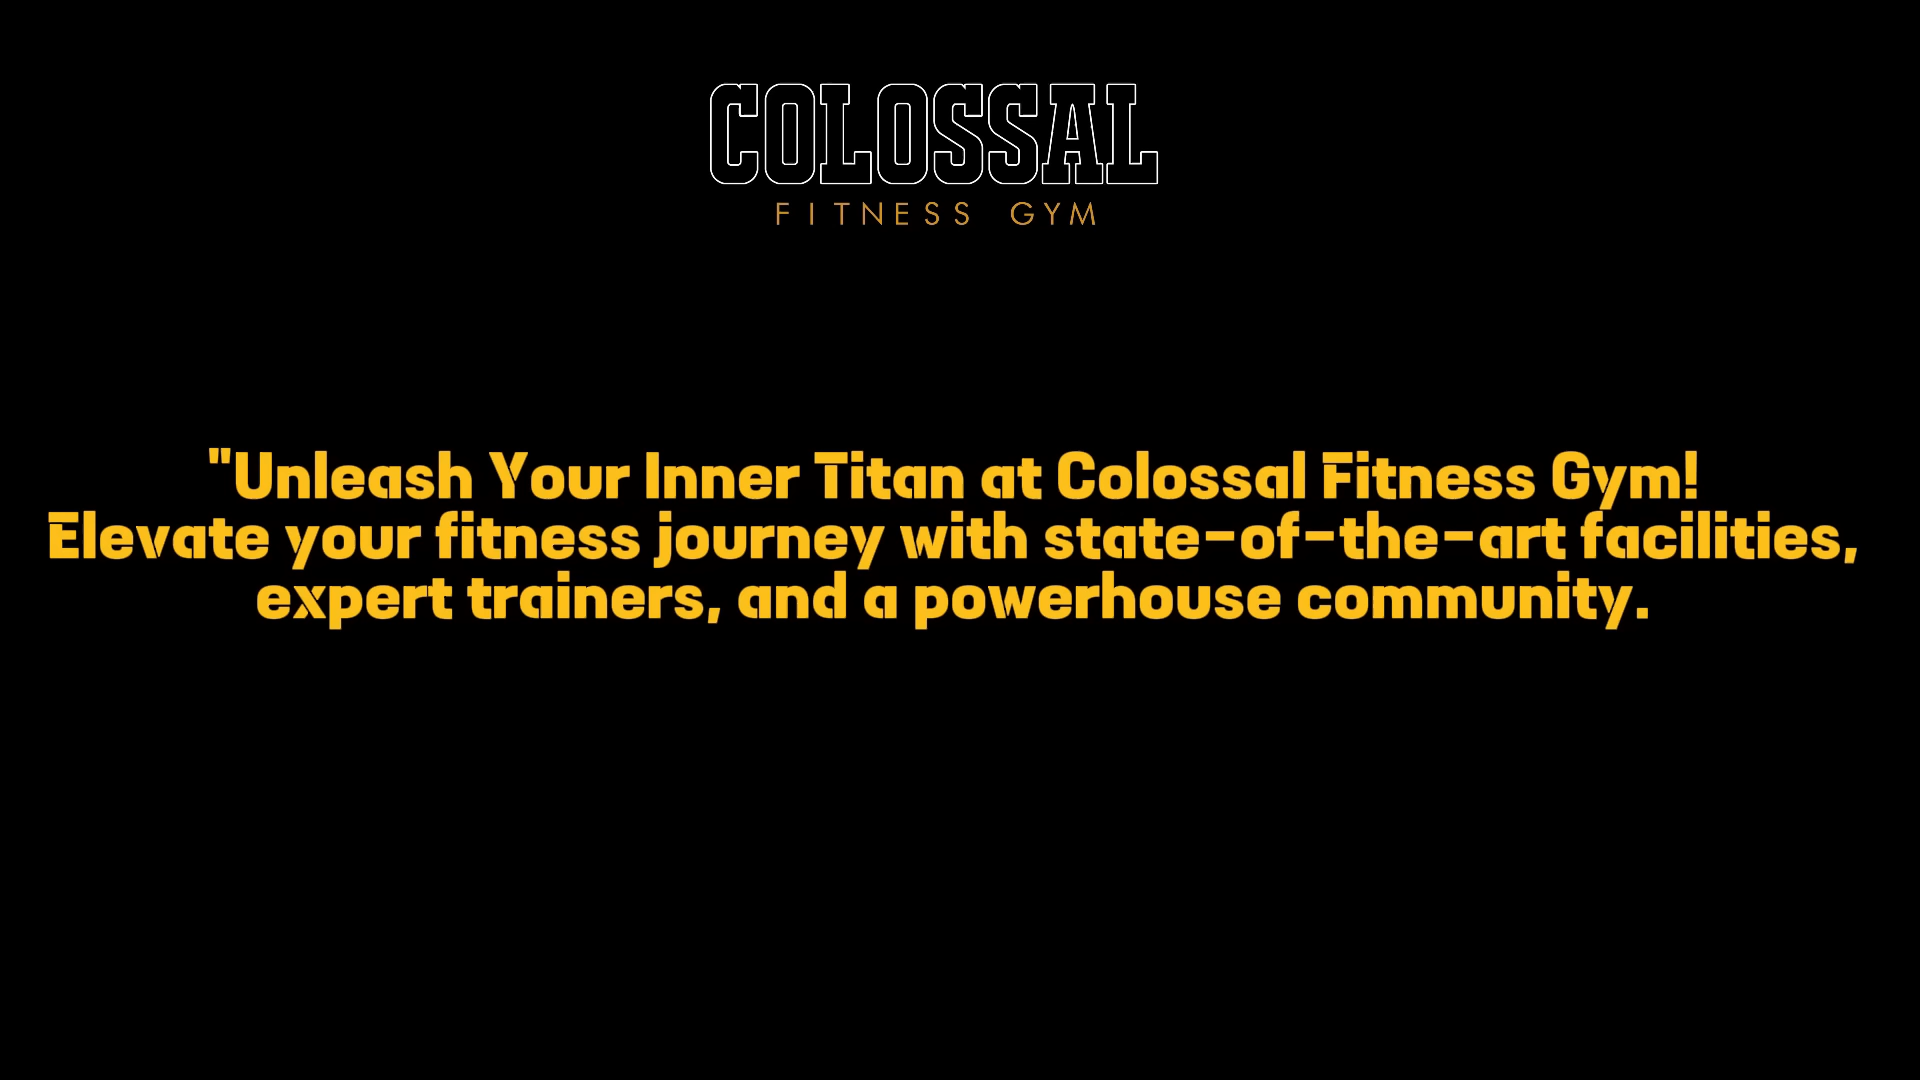 COLOSSAL
FITNESS GYM
"Unleash Your Inner Titan at Colossal Fitness Gym!
Elevate your fitness journey with state-of-the-art facilities,
expert trainers, and a powerhouse community.